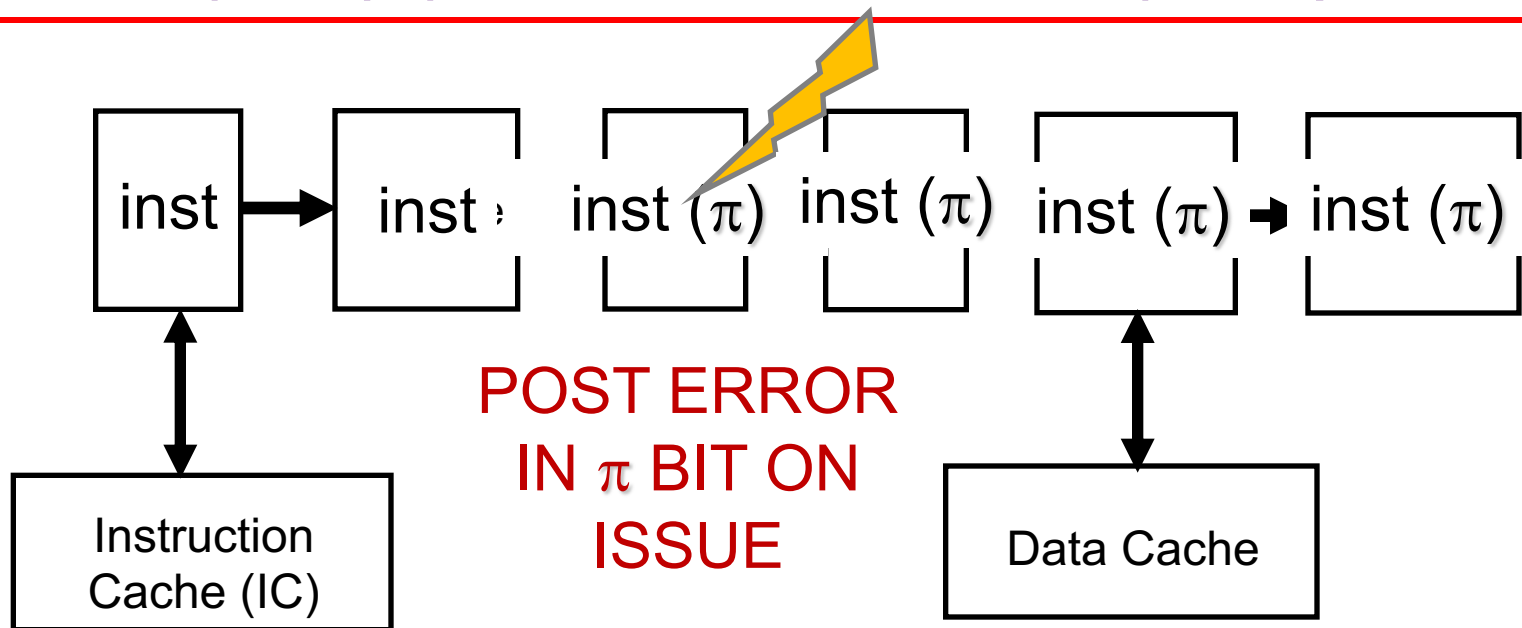 inst
inst e
inst (π)
inst (π)
inst (π)
inst (π)
POST ERROR
IN π BIT ON
ISSUE
Instruction
Cache (IC)
Data Cache